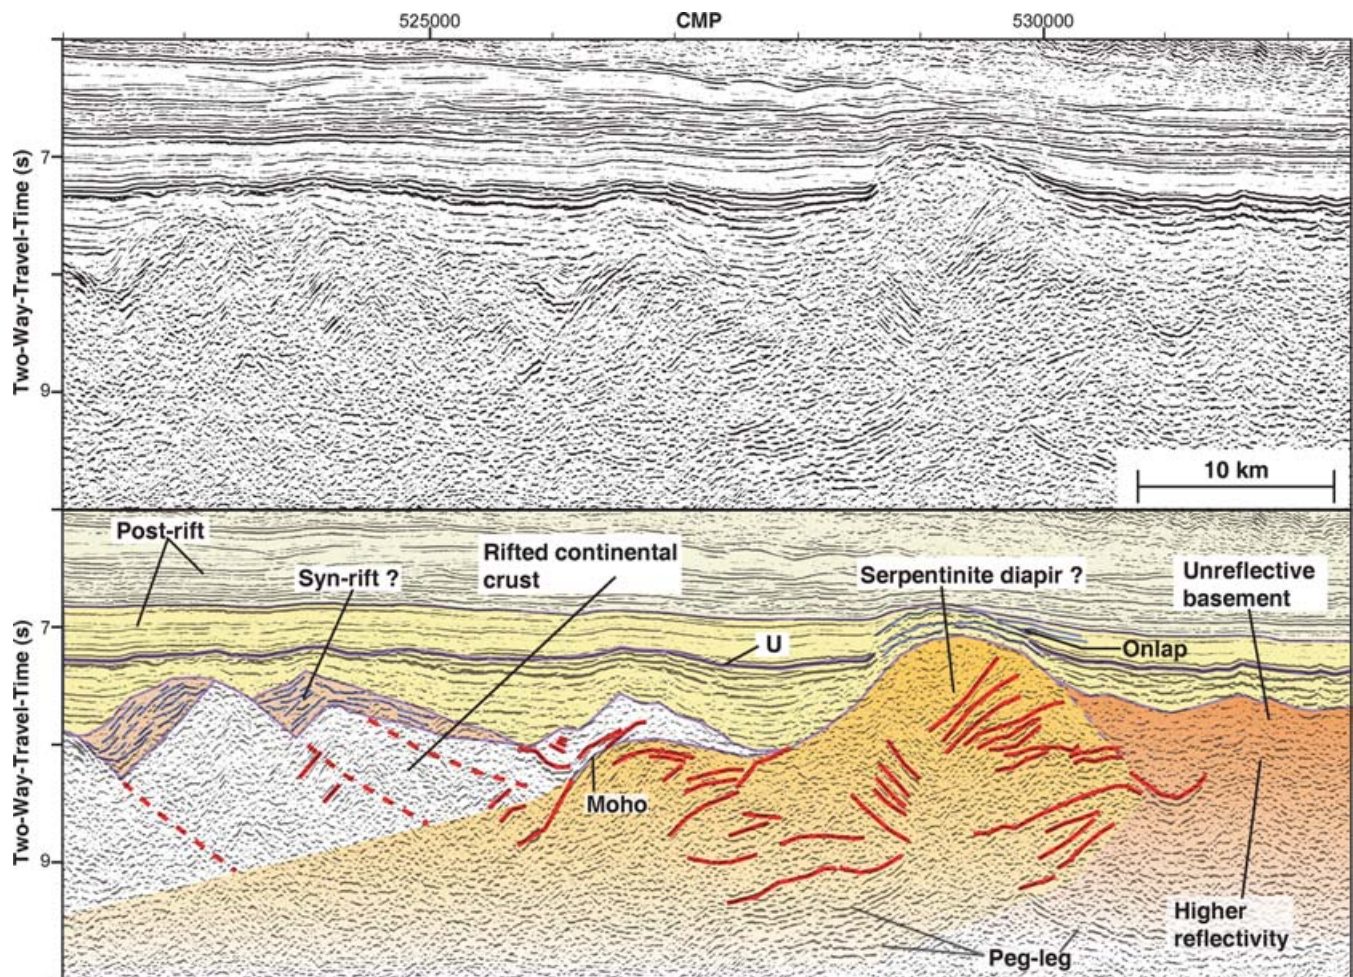 525000
CMP
530000
Two-Way-Travel-Time (s)
7
9
10 km
Post-rift
Syn-rift ?
Rifted continental
crust
Serpentinite diapir ?
Unreflective
basement
Two-Way-Travel-Time (s)
7
U
Onlap
Moho
9
Higher
reflectivity
Peg-leg